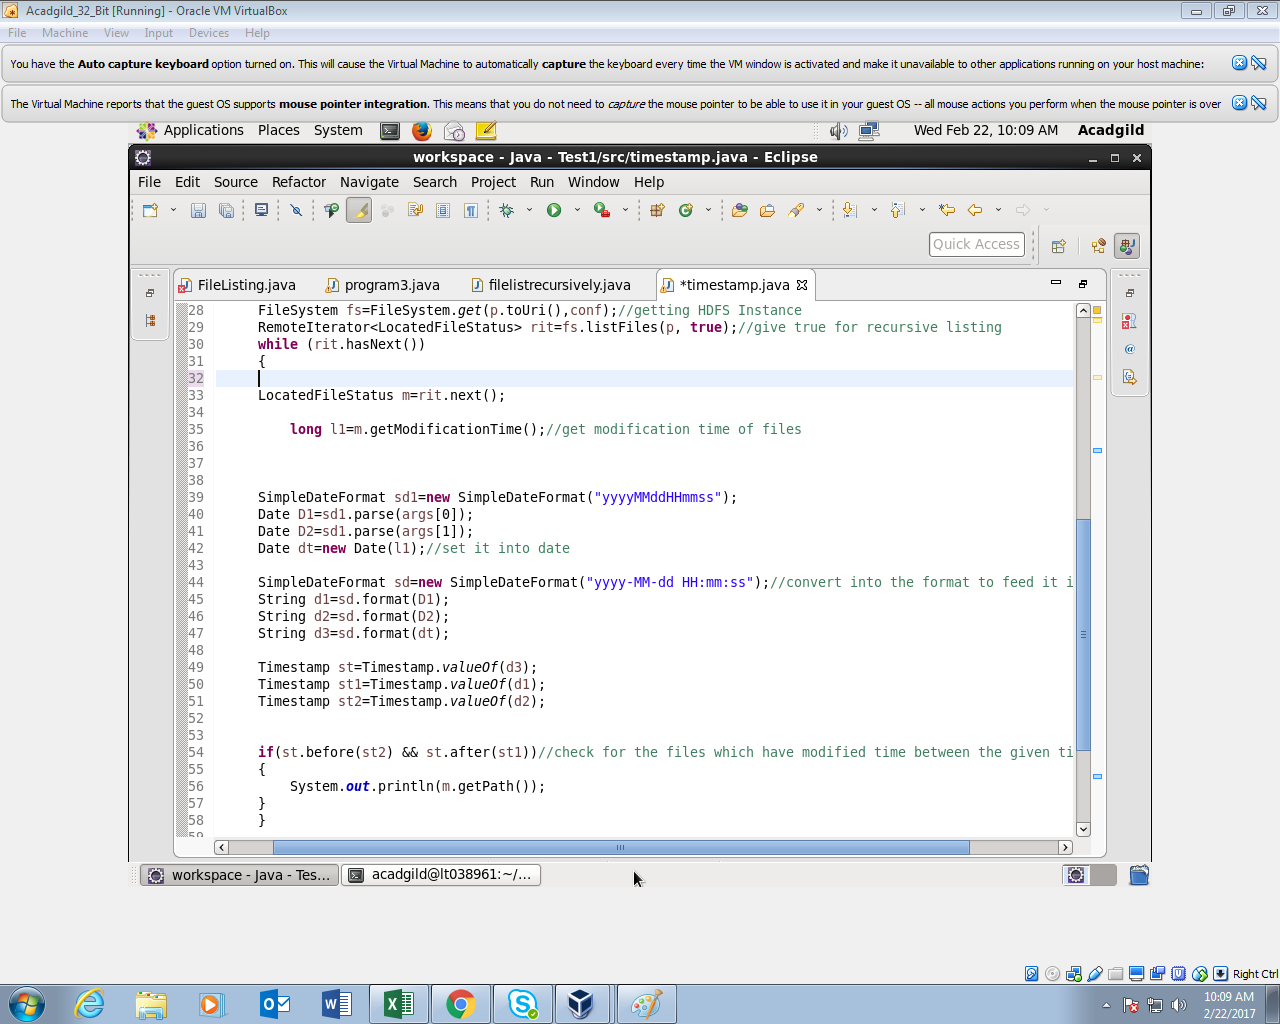 Acadgild_32_Bit [Running] - Oracle VM VirtualBox
File Machine View Input Devices Help
You have the Auto capture keyboard option turned on. This will cause the Virtual Machine to automatically capture the keyboard every time the VM window is activated and make it unavailable to other applications running on your host machine:
The Virtual Machine reports that the guest OS supports mouse pointer integration. This means that you do not need to capture the mouse pointer to be able to use it in your guest OS -- all mouse actions you perform when the mouse pointer is over
Applications Places System Wed Feb 22, 10:09 AM Acadgild
workspace - Java - Test1/src/timestamp.java - Eclipse
File Edit Source Refactor Navigate Search Project Run Window Help
Quick Access
FileListing.java program3.java filelistrecursively.java *timestamp.java
28 FileSystem fs=FileSystem.get(p.toUri(),conf);//getting HDFS Instance
29 RemoteIterator<LocatedFileStatus> rit=fs.listFiles(p, true);//give true for recursive listing
30 while (rit.hasNext())
31 {
32
33 LocatedFileStatus m=rit.next();
34
35 long l1=m.getModificationTime();//get modification time of files
36
37
38
39 SimpleDateFormat sd1=new SimpleDateFormat("yyyyMMddHHmmss");
40 Date D1=sd1.parse(args[0]);
41 Date D2=sd1.parse(args[1]);
42 Date dt=new Date(l1);//set it into date
43
44 SimpleDateFormat sd=new SimpleDateFormat("yyyy-MM-dd HH:mm:ss");//convert into the format to feed it i
45 String d1=sd.format(D1);
46 String d2=sd.format(D2);
47 String d3=sd.format(dt);
48
49 Timestamp st=Timestamp.valueOf(d3);
50 Timestamp st1=Timestamp.valueOf(d1);
51 Timestamp st2=Timestamp.valueOf(d2);
52
53
54 if(st.before(st2) && st.after(st1))//check for the files which have modified time between the given ti
55 {
56 System.out.println(m.getPath());
57 }
58 }
59
workspace - Java - Tes... acadgild@lt038961:~/...
Right Ctrl
10:09 AM
2/22/2017